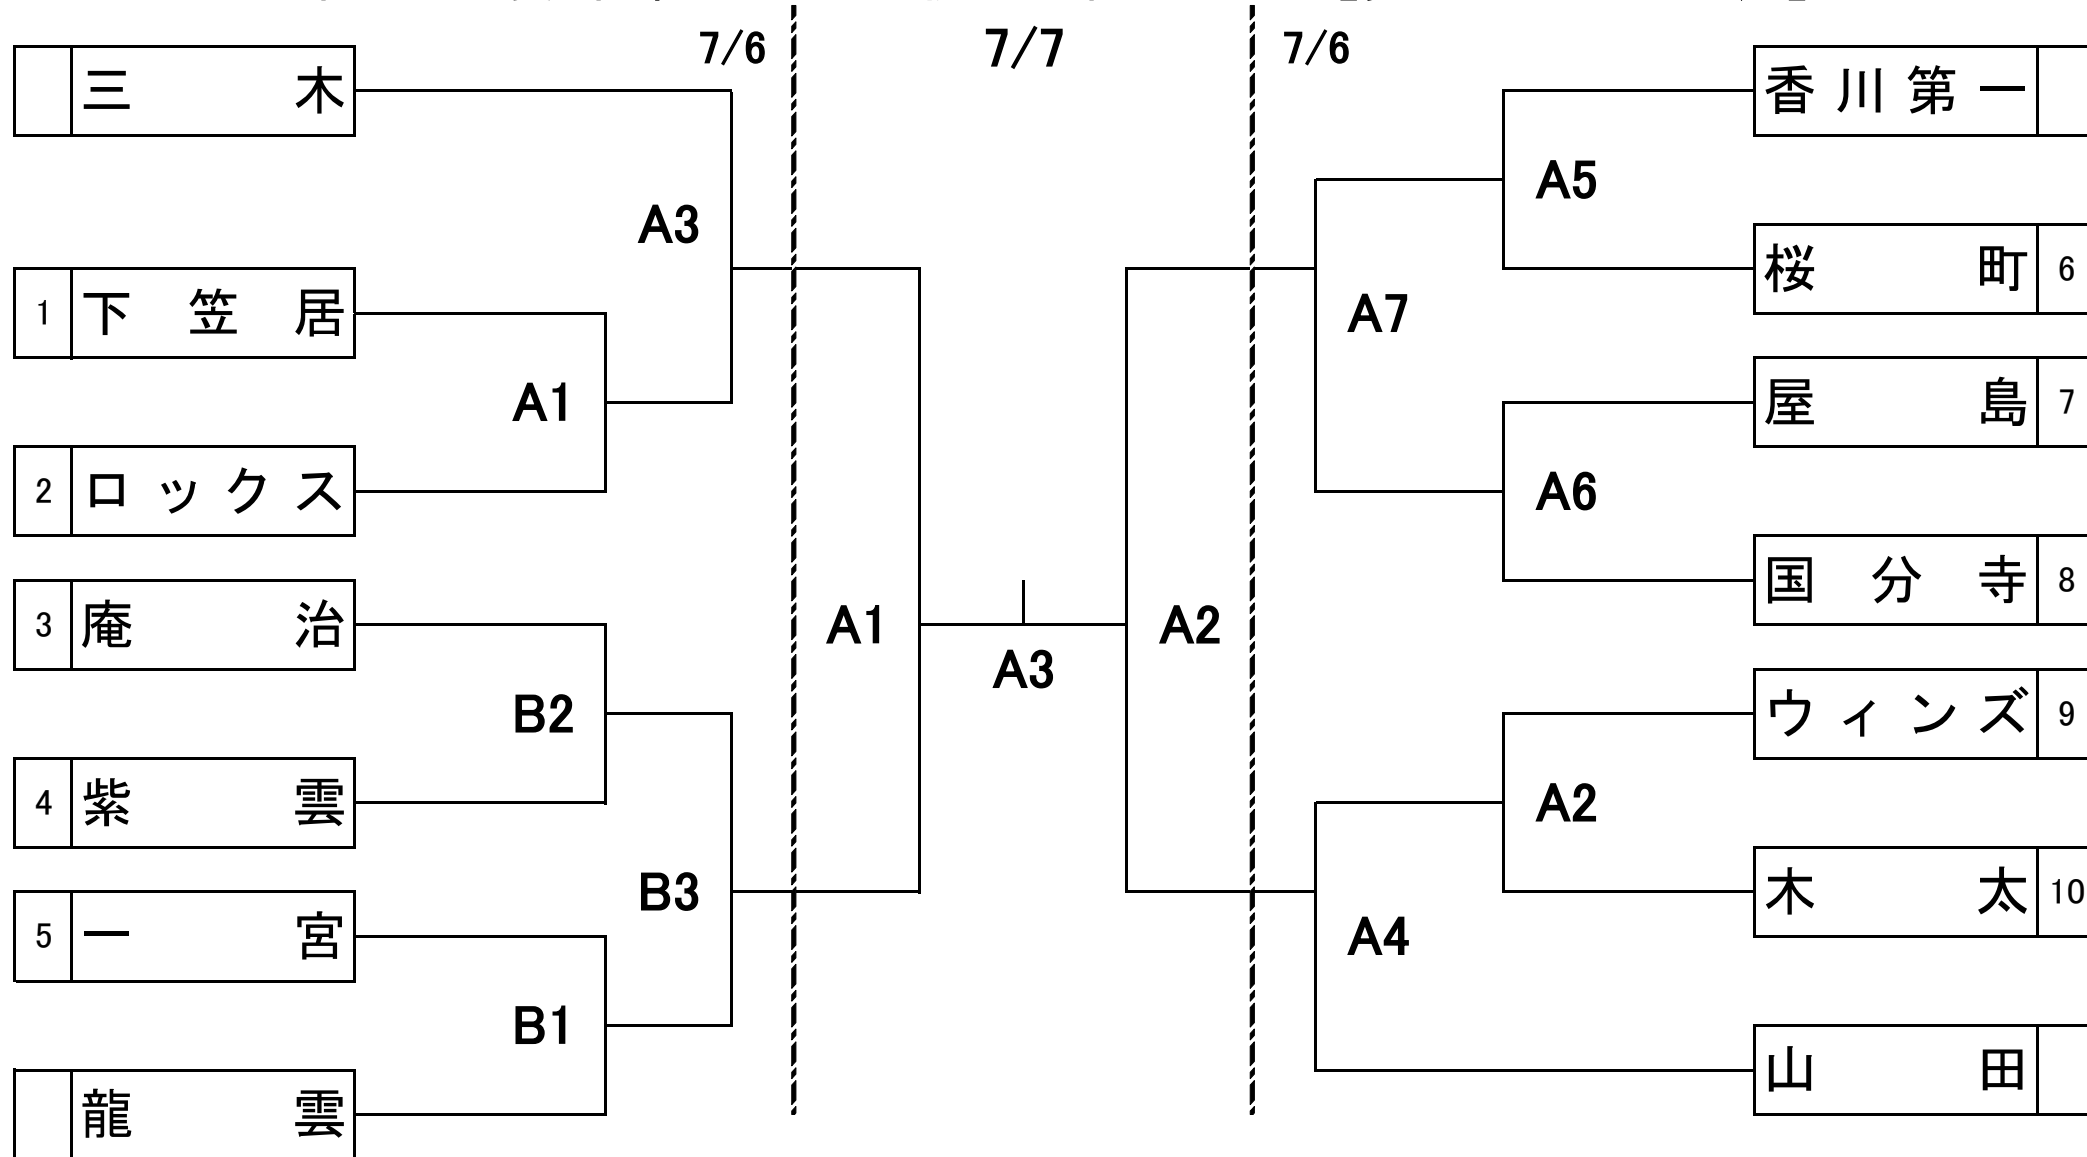 7/6 7/7 7/6
三木
香川第一
A3
A5
1 下笠居
桜町 6
A7
A1
屋島 7
2 ロックス
A6
3 庵治
国分寺 8
A1
A2
A3
B2
ウィンズ 9
4 紫雲
A2
B3
木太 10
5 一宮
A4
B1
山田
龍雲